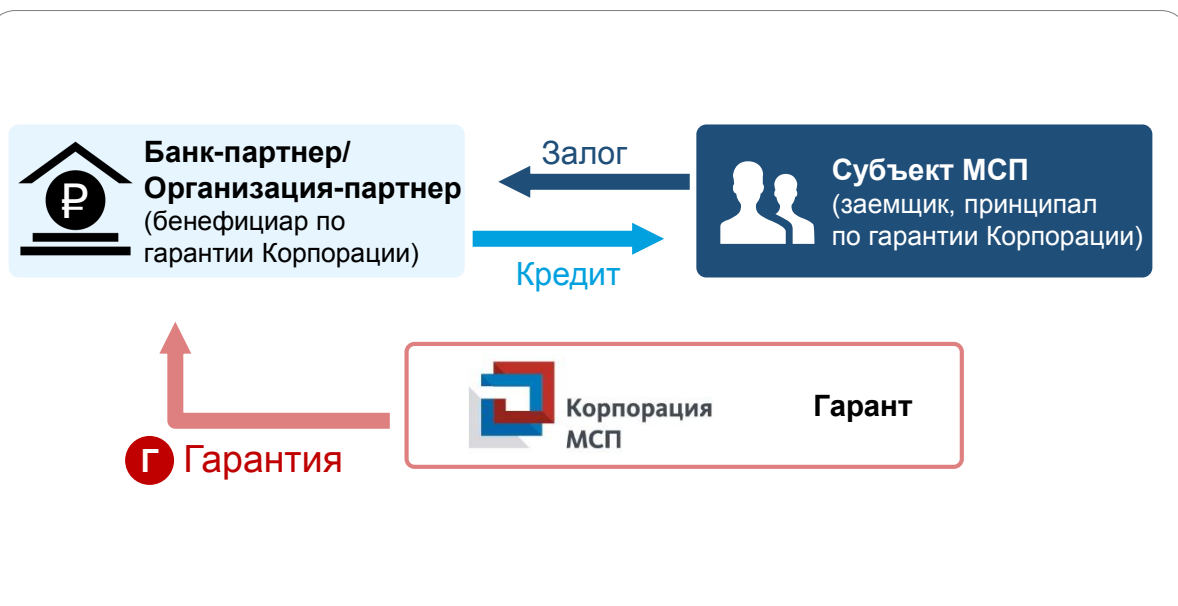 Банк-партнер/
Организация-партнер
(бенефициар по
гарантии Корпорации)
Залог
Кредит
Субъект МСП
(заемщик, принципал
по гарантии Корпорации)
₽
Корпорация
МСП
Гарант
Г Гарантия